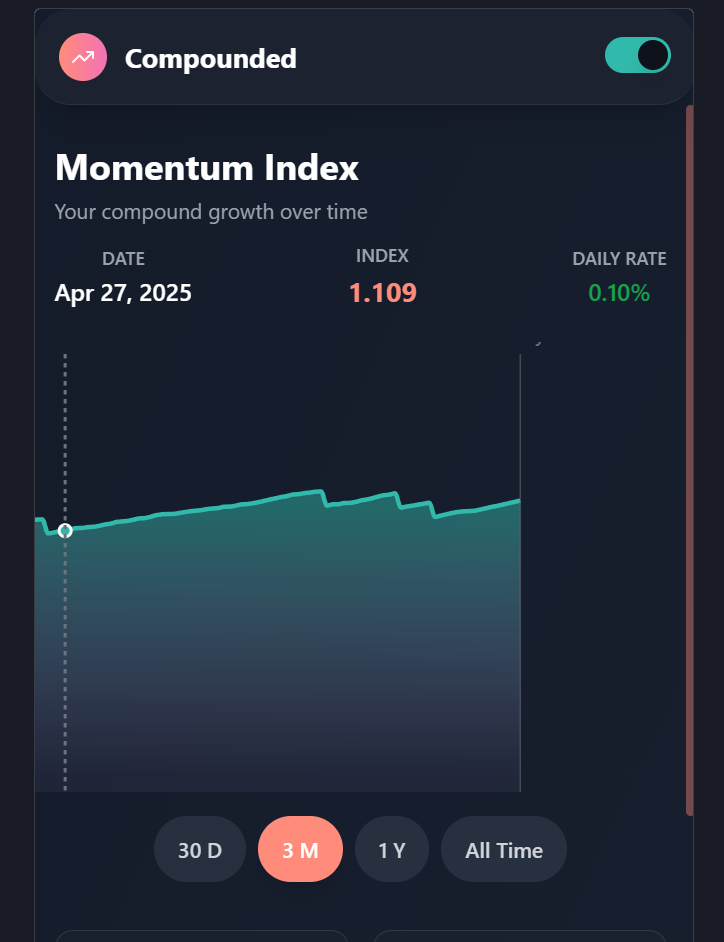 Compounded
Momentum Index
Your compound growth over time
DATE
Apr 27, 2025
INDEX
1.109
DAILY RATE
0.10%
30 D
3 M
1 Y
All Time